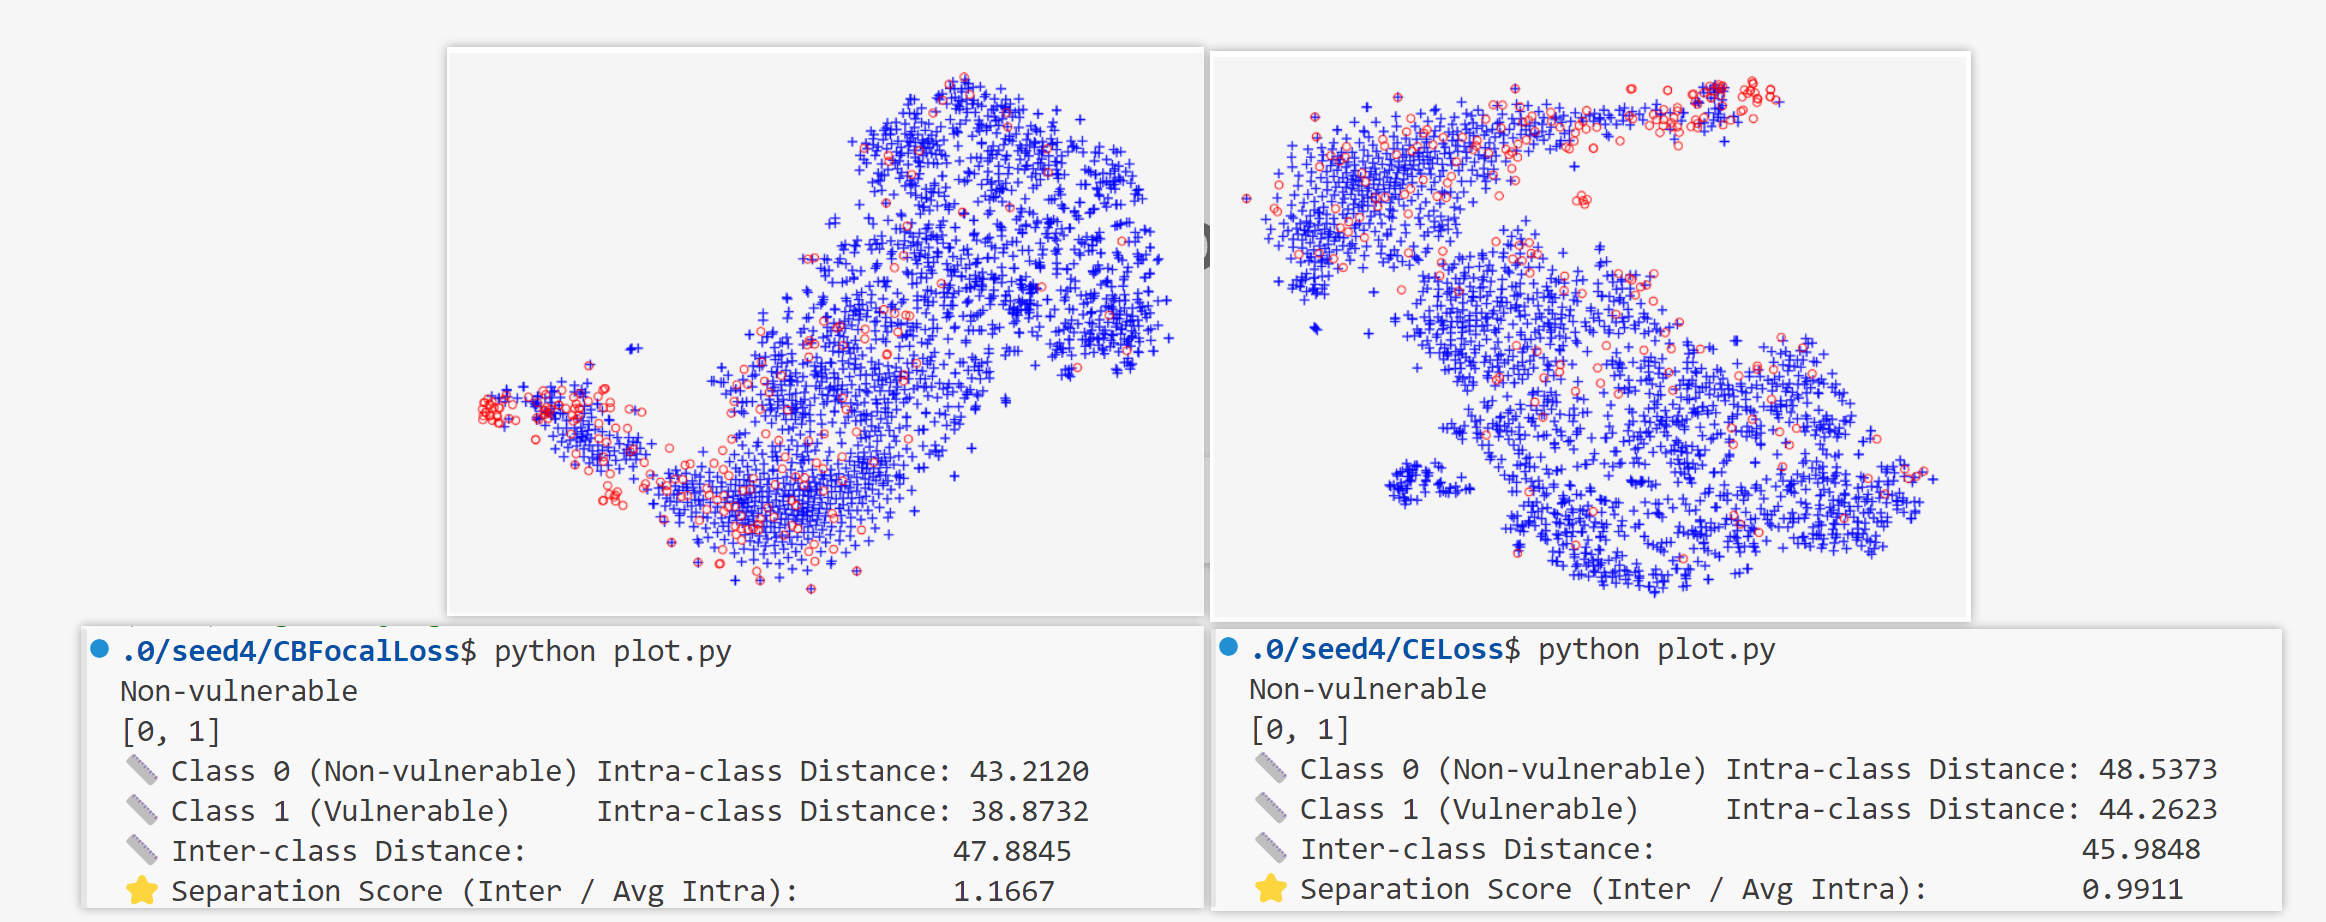 .0/seed4/CBFocalLoss$ python plot.py
Non-vulnerable
[0, 1]
📏 Class 0 (Non-vulnerable) Intra-class Distance: 43.2120
📏 Class 1 (Vulnerable) Intra-class Distance: 38.8732
📏 Inter-class Distance: 47.8845
⭐ Separation Score (Inter / Avg Intra): 1.1667
.0/seed4/CELoss$ python plot.py
Non-vulnerable
[0, 1]
📏 Class 0 (Non-vulnerable) Intra-class Distance: 48.5373
📏 Class 1 (Vulnerable) Intra-class Distance: 44.2623
📏 Inter-class Distance: 45.9848
⭐ Separation Score (Inter / Avg Intra): 0.9911